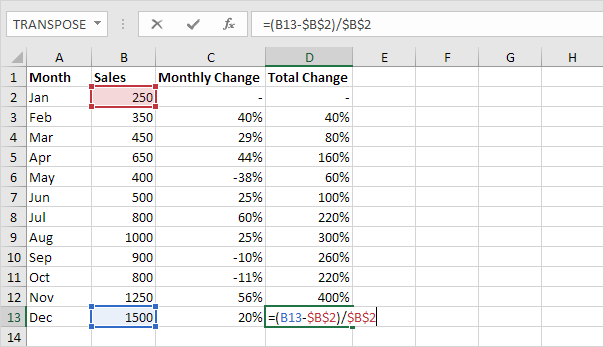 TRANSPOSE fx =(B13-$B$2)/$B$2
A B C D E F G H
1 Month Sales Monthly Change Total Change
2 Jan 250 - -
3 Feb 350 40% 40%
4 Mar 450 29% 80%
5 Apr 650 44% 160%
6 May 400 -38% 60%
7 Jun 500 25% 100%
8 Jul 800 60% 220%
9 Aug 1000 25% 300%
10 Sep 900 -10% 260%
11 Oct 800 -11% 220%
12 Nov 1250 56% 400%
13 Dec 1500 20% =(B13-$B$2)/$B$2
14